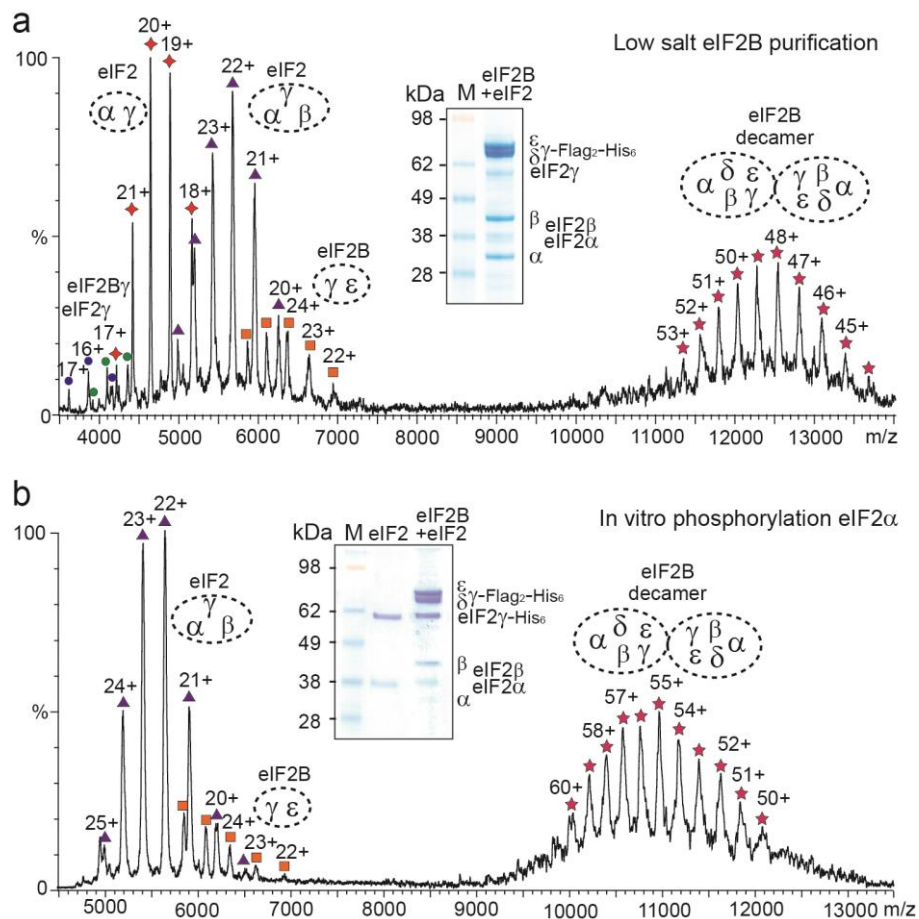 a
Low salt eIF2B purification
100
%
0
20+
19+
21+
18+
17+
16+
17+
eIF2
α γ
eIF2Bγ
eIF2γ
22+
23+
21+
20+
eIF2
γ
α β
eIF2B
γ ε
24+
23+
22+
kDa M eIF2B
+eIF2
98
62
49
38
28
ε
δγ-Flag₂-His₆
eIF2γ
β eIF2β
eIF2α
α
eIF2B
decamer
α δ ε
β γ
γ β
ε δ α
53+
52+
51+
50+
48+
47+
46+
45+
4000 5000 6000 7000 8000 9000 10000 11000 12000 13000 m/z
b
In vitro phosphorylation eIF2α
100
%
0
25+
24+
23+
22+
21+
20+
eIF2
γ
α β
eIF2B
γ ε
24+
23+
22+
kDa M eIF2 eIF2B
+eIF2
98
62
49
38
28
ε
δγ-Flag₂-His₆
eIF2γ-His₆
β eIF2β
eIF2α
α
eIF2B
decamer
α δ ε
β γ
γ β
ε δ α
60+
58+
57+
55+
54+
52+
51+
50+
5000 6000 7000 8000 9000 10000 11000 12000 13000 m/z